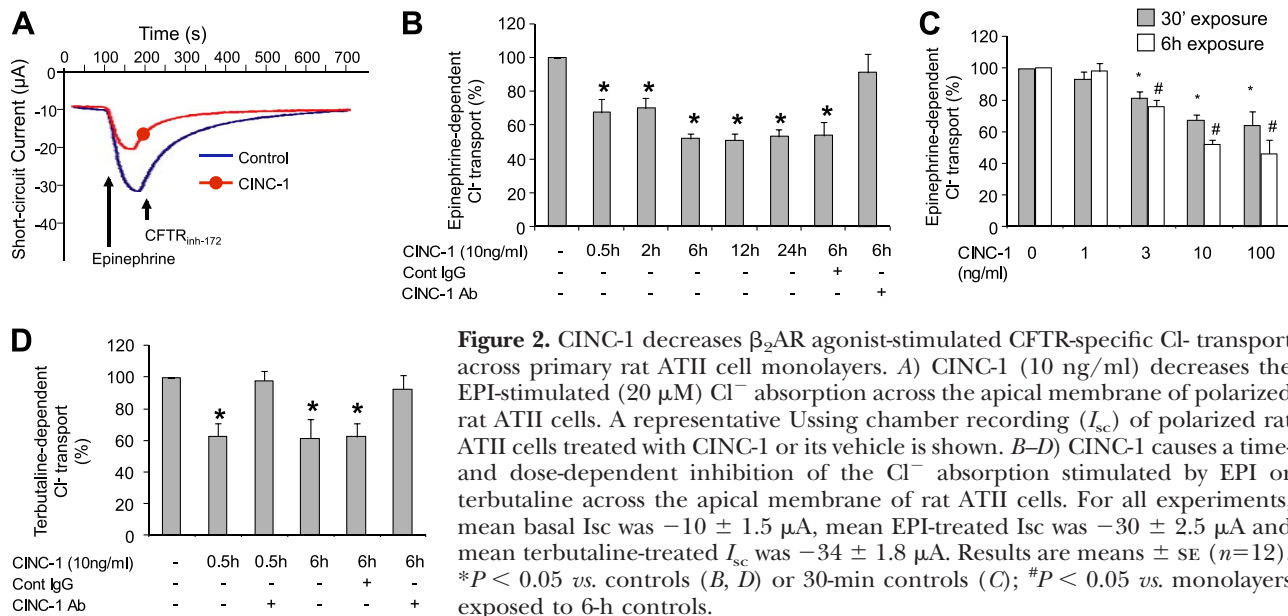 A
Time (s)
0 100 200 300 400 500 600 700
Short-circuit Current (µA)
0
-10
-20
-30
-40
Control
CINC-1
CFTRinh-172
Epinephrine
B
Epinephrine-dependent
Cl- transport (%)
120
100
80
60
40
20
0
* * * * * *
CINC-1 (10ng/ml) - 0.5h 2h 6h 12h 24h 6h 6h
Cont IgG - - - - - - + -
CINC-1 Ab - - - - - - - +
C
30’ exposure
6h exposure
Epinephrine-dependent
Cl- transport (%)
120
100
80
60
40
20
0
* # * # * #
CINC-1 0 1 3 10 100
(ng/ml)
D
Terbutaline-dependent
Cl- transport
(%)
120
100
80
60
40
20
0
* * *
CINC-1 (10ng/ml) - 0.5h 0.5h 6h 6h 6h
Cont IgG - - - - + -
CINC-1 Ab - - + - - +
Figure 2. CINC-1 decreases β₂AR agonist-stimulated CFTR-specific Cl- transport
across primary rat ATII cell monolayers. A) CINC-1 (10 ng/ml) decreases the
EPI-stimulated (20 μM) Cl⁻ absorption across the apical membrane of polarized
rat ATII cells. A representative Ussing chamber recording (Isc) of polarized rat
ATII cells treated with CINC-1 or its vehicle is shown. B–D) CINC-1 causes a time-
and dose-dependent inhibition of the Cl⁻ absorption stimulated by EPI or
terbutaline across the apical membrane of rat ATII cells. For all experiments,
mean basal Isc was −10 ± 1.5 μA, mean EPI-treated Isc was −30 ± 2.5 μA and
mean terbutaline-treated Isc was −34 ± 1.8 μA. Results are means ± SE (n=12).
*P < 0.05 vs. controls (B, D) or 30-min controls (C); #P < 0.05 vs. monolayers
exposed to 6-h controls.